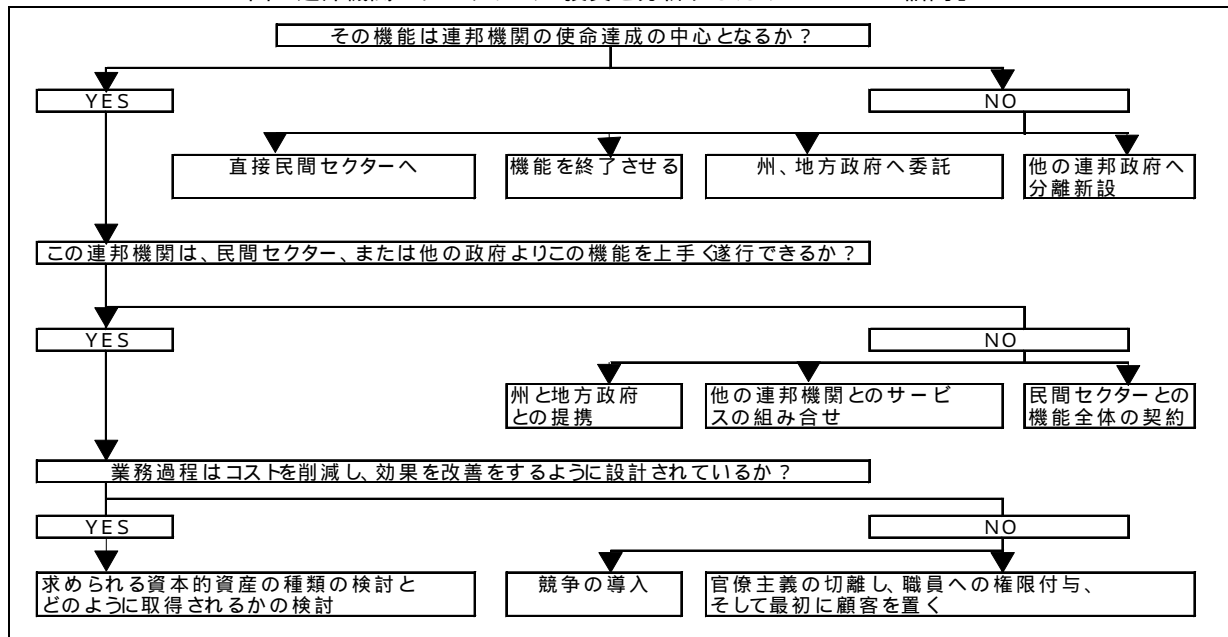 その機能は連邦機関の使命達成の中心となるか？
YES
NO
直接民間セクターへ
機能を終了させる
州、地方政府へ委託
他の連邦政府へ
分離新設
この連邦機関は、民間セクター、または他の政府よりこの機能を上手く遂行できるか？
YES
NO
州と地方政府
との提携
他の連邦機関とのサービ
スの組み合せ
民間セクターとの
機能全体の契約
業務過程はコストを削減し、効果を改善をするように設計されているか？
YES
NO
求められる資本的資産の種類の検討と
どのように取得されるかの検討
競争の導入
官僚主義の切離し、職員への権限付与、
そして最初に顧客を置く